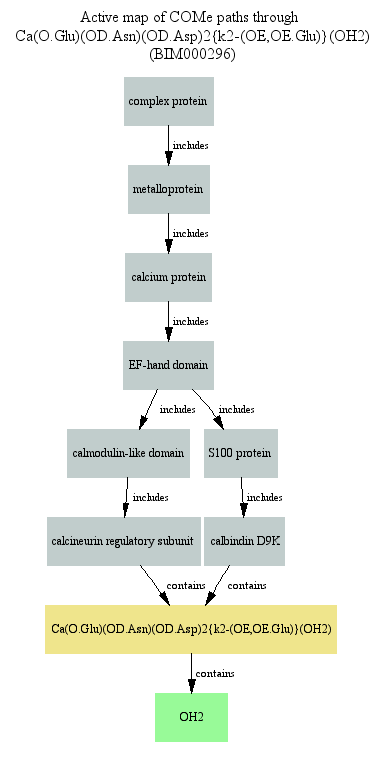 Active map of COMe paths through
Ca(O.Glu)(OD.Asn)(OD.Asp)2{k2-(OE,OE.Glu)}(OH2)
(BIM000296)
complex protein
includes
metalloprotein
includes
calcium protein
includes
EF-hand domain
includes includes
calmodulin-like domain S100 protein
includes includes
calcineurin regulatory subunit calbindin D9K
contains contains
Ca(O.Glu)(OD.Asn)(OD.Asp)2{k2-(OE,OE.Glu)}(OH2)
contains
OH2